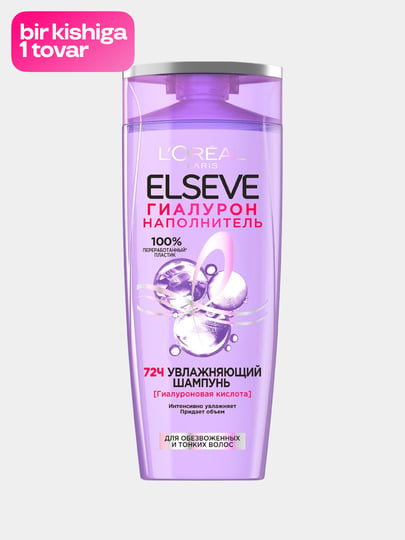 bir kishiga
1 tovar
L'ORÉAL
PARIS
ELSEVE
ГИАЛУРОН
НАПОЛНИТЕЛЬ
100%
ПЕРЕРАБОТАННЫЙ*
ПЛАСТИК
72Ч УВЛАЖНЯЮЩИЙ
ШАМПУНЬ
[Гиалуроновая кислота]
Интенсивно увлажняет
Придает объем
ДЛЯ ОБЕЗВОЖЕННЫХ
И ТОНКИХ ВОЛОС